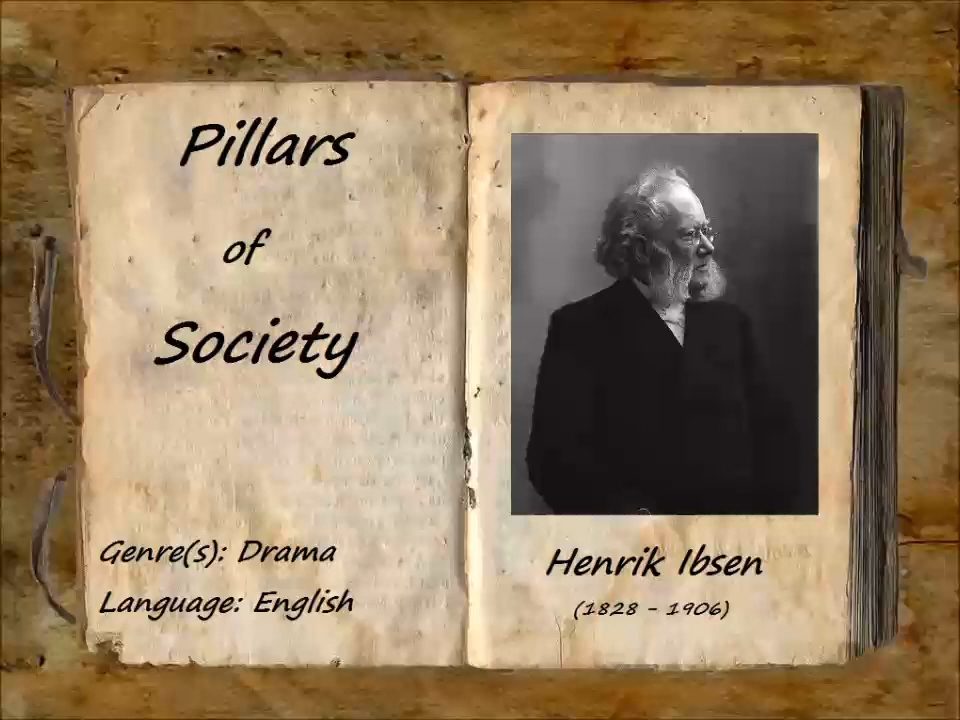 Pillars
of
Society
Genre(s): Drama
Language: English
Henrik Ibsen
(1828 - 1906)